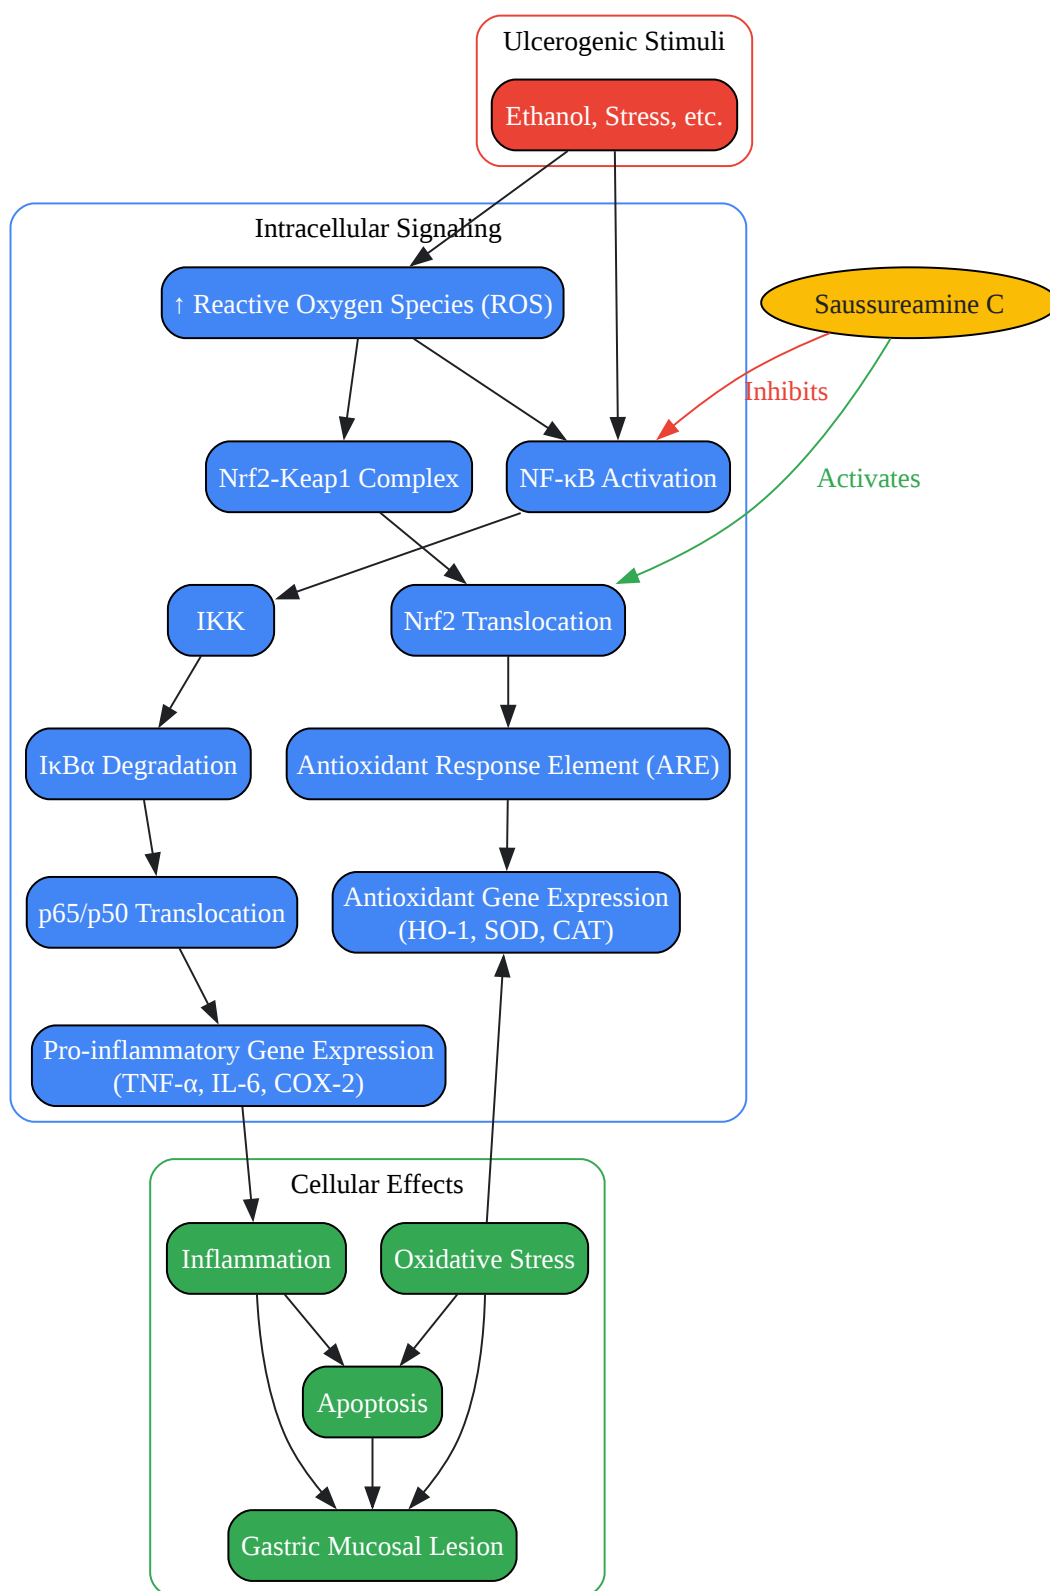 Ulcerogenic Stimuli
Ethanol, Stress, etc.
Intracellular Signaling
↑ Reactive Oxygen Species (ROS)
Saussureamine C
Inhibits
Nrf2-Keap1 Complex
NF-κB Activation
Activates
IKK
Nrf2 Translocation
IκBα Degradation
Antioxidant Response Element (ARE)
p65/p50 Translocation
Antioxidant Gene Expression
(HO-1, SOD, CAT)
Pro-inflammatory Gene Expression
(TNF-α, IL-6, COX-2)
Cellular Effects
Inflammation
Oxidative Stress
Apoptosis
Gastric Mucosal Lesion